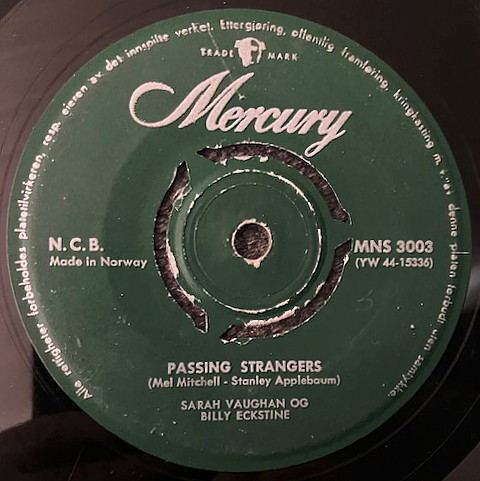 Alle rettigheter forbeholdes platetilvirkeren, resp. eieren av det innspilte verket. Ettergjøring, offentlig fremføring, kringkasting m. v. av denne platen forbudt uten samtykke.
TRADE MARK
Mercury
N.C.B.
Made in Norway
MNS 3003
(YW 44-15336)
PASSING STRANGERS
(Mel Mitchell - Stanley Applebaum)
SARAH VAUGHAN OG
BILLY ECKSTINE